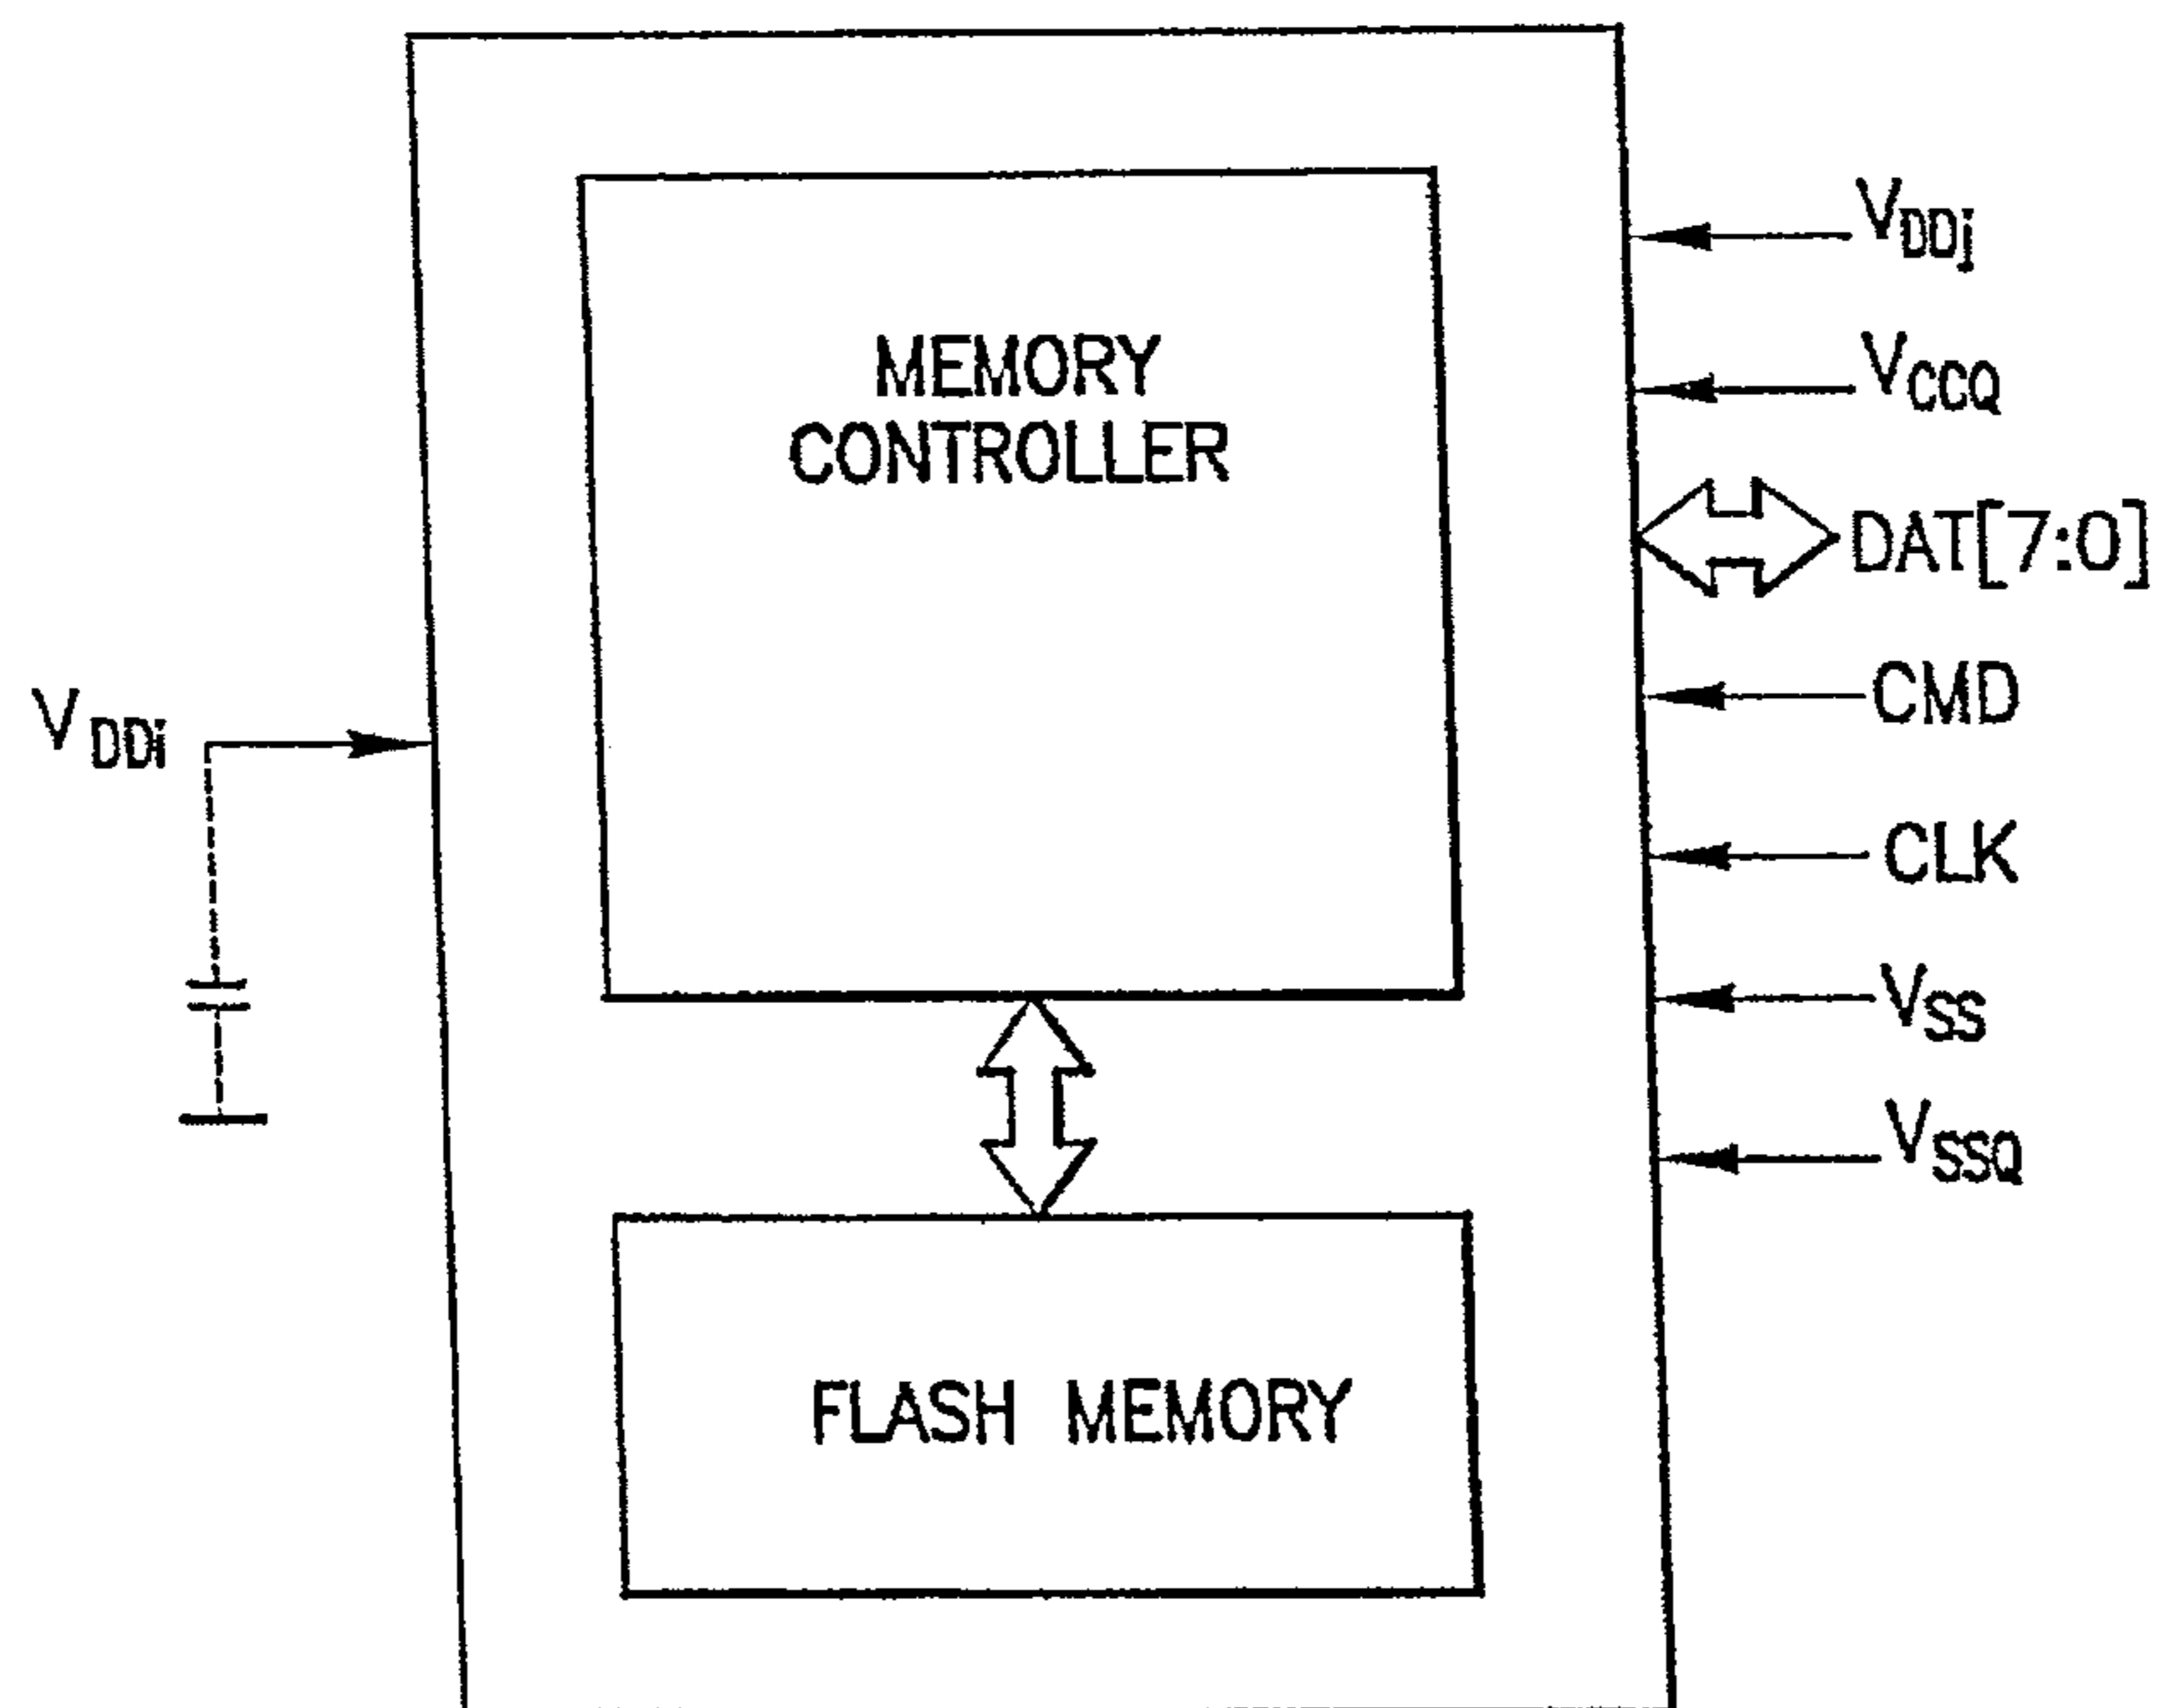 MEMORY
CONTROLLER
FLASH MEMORY
VDDi
VDDj
VCCQ
DAT[7:0]
CMD
CLK
VSS
VSSQ